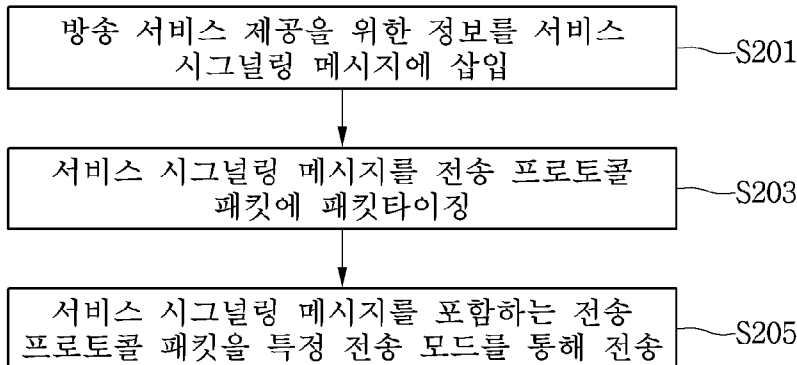 방송 서비스 제공을 위한 정보를 서비스
시그널링 메시지에 삽입
S201
서비스 시그널링 메시지를 전송 프로토콜
패킷에 패킷타이징
S203
서비스 시그널링 메시지를 포함하는 전송
프로토콜 패킷을 특정 전송 모드를 통해 전송
S205